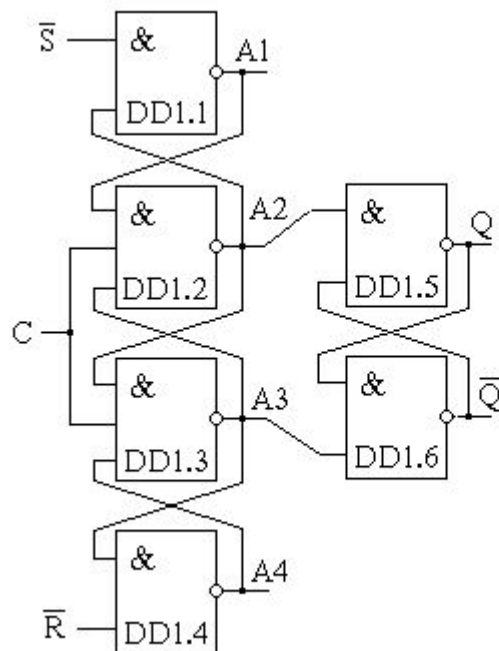 S̅
&
A1
DD1.1
&
A2
&
Q
DD1.2
DD1.5
C
&
A3
&
Q̅
DD1.3
DD1.6
&
A4
R̅
DD1.4